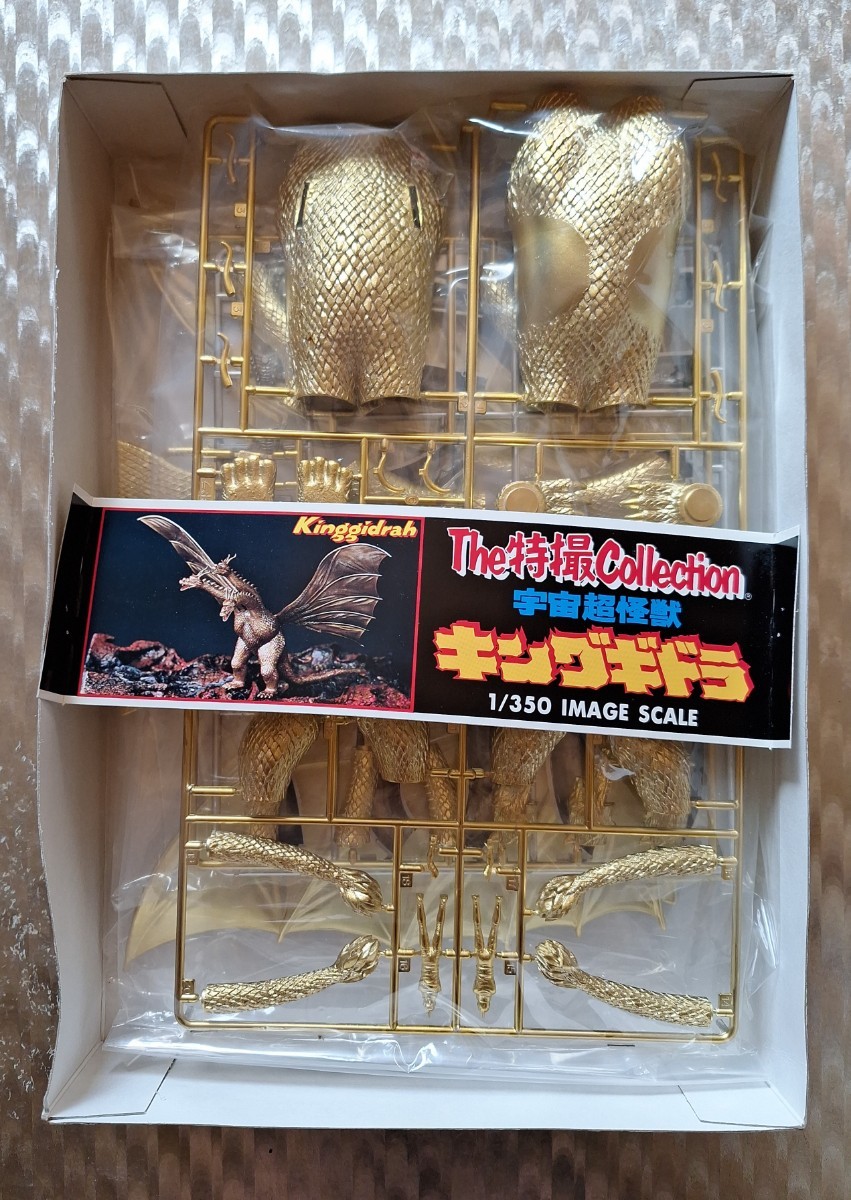 Kinggidrah
The特撮Collection®
宇宙超怪獣
キングギドラ
1/350 IMAGE SCALE